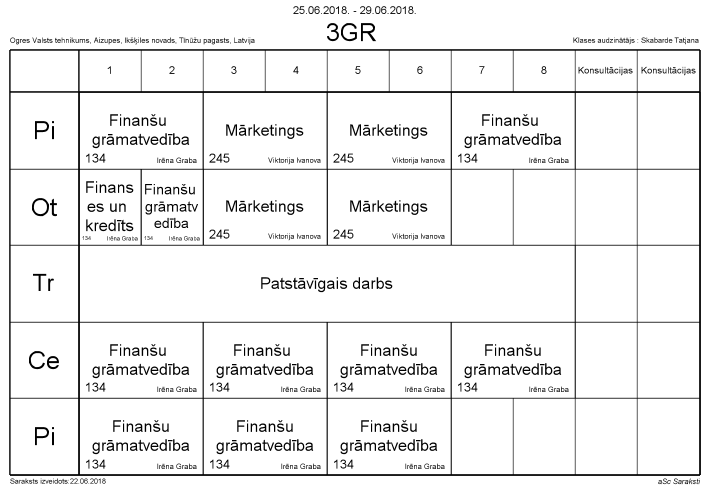 25.06.2018. - 29.06.2018.
3GR
Ogres Valsts tehnikums, Aizupes, Ikšķiles novads, Tīnūžu pagasts, Latvija
Klases audzinātājs : Skabarde Tatjana
1 2 3 4 5 6 7 8 Konsultācijas Konsultācijas
Pi
Finanšu
grāmatvedība
134 Irēna Graba
Mārketings
245 Viktorija Ivanova
Mārketings
245 Viktorija Ivanova
Finanšu
grāmatvedība
134 Irēna Graba
Ot
Finans
es un
kredīts
134 Irēna Graba
Finanšu
grāmatv
edība
134 Irēna Graba
Mārketings
245 Viktorija Ivanova
Mārketings
245 Viktorija Ivanova
Tr
Patstāvīgais darbs
Ce
Finanšu
grāmatvedība
134 Irēna Graba
Finanšu
grāmatvedība
134 Irēna Graba
Finanšu
grāmatvedība
134 Irēna Graba
Finanšu
grāmatvedība
134 Irēna Graba
Pi
Finanšu
grāmatvedība
134 Irēna Graba
Finanšu
grāmatvedība
134 Irēna Graba
Finanšu
grāmatvedība
134 Irēna Graba
Saraksts izveidots:22.06.2018
aSc Saraksti